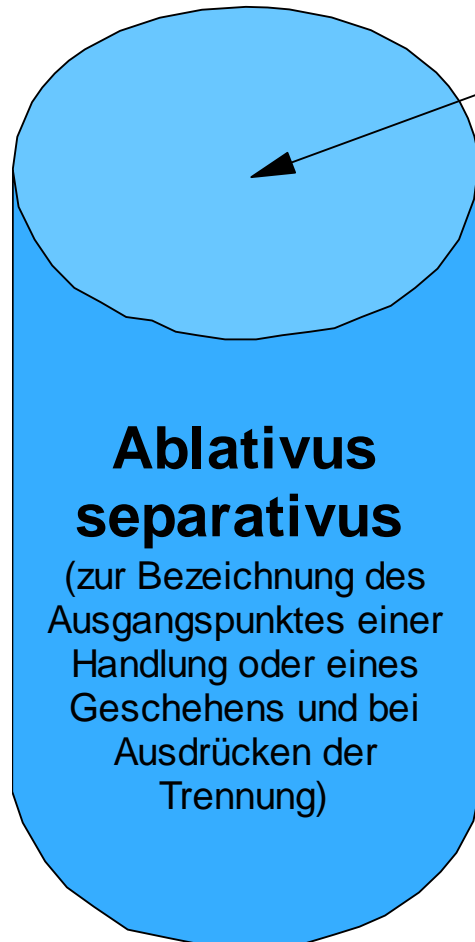 Ablativus
separativus
(zur Bezeichnung des
Ausgangspunktes einer
Handlung oder eines
Geschehens und bei
Ausdrücken der
Trennung)